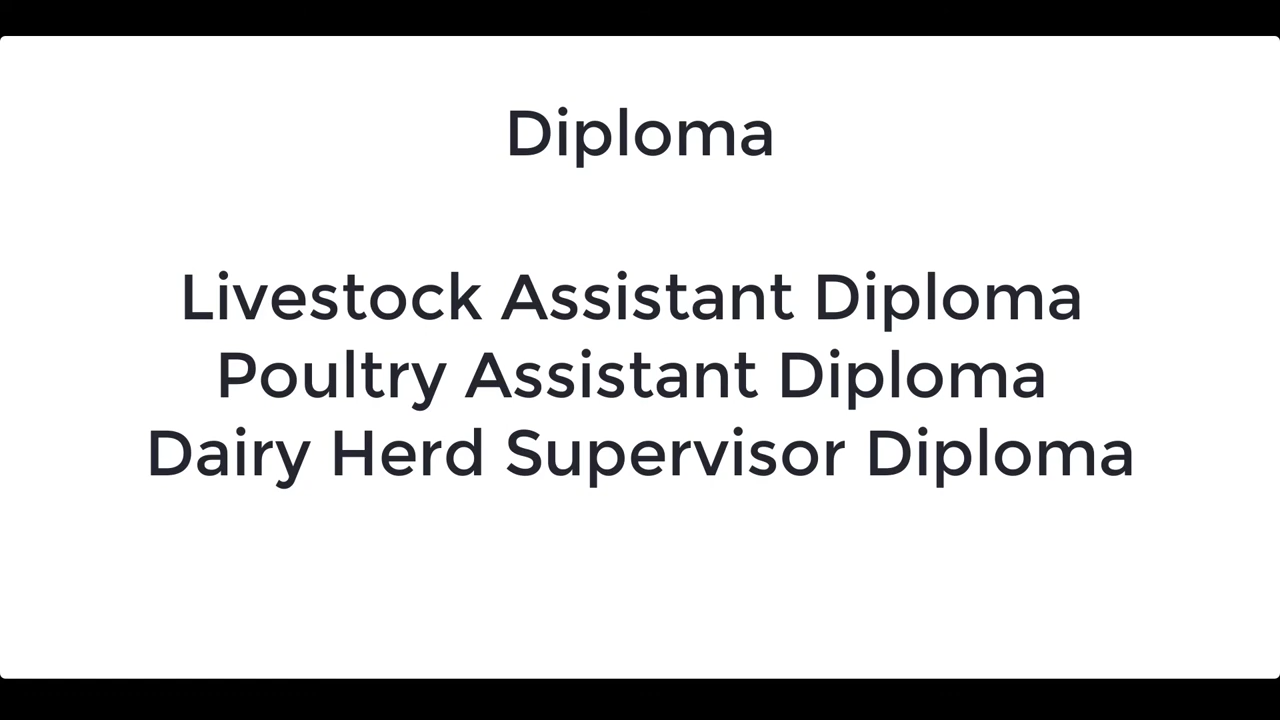 Diploma
Livestock Assistant Diploma
Poultry Assistant Diploma
Dairy Herd Supervisor Diploma